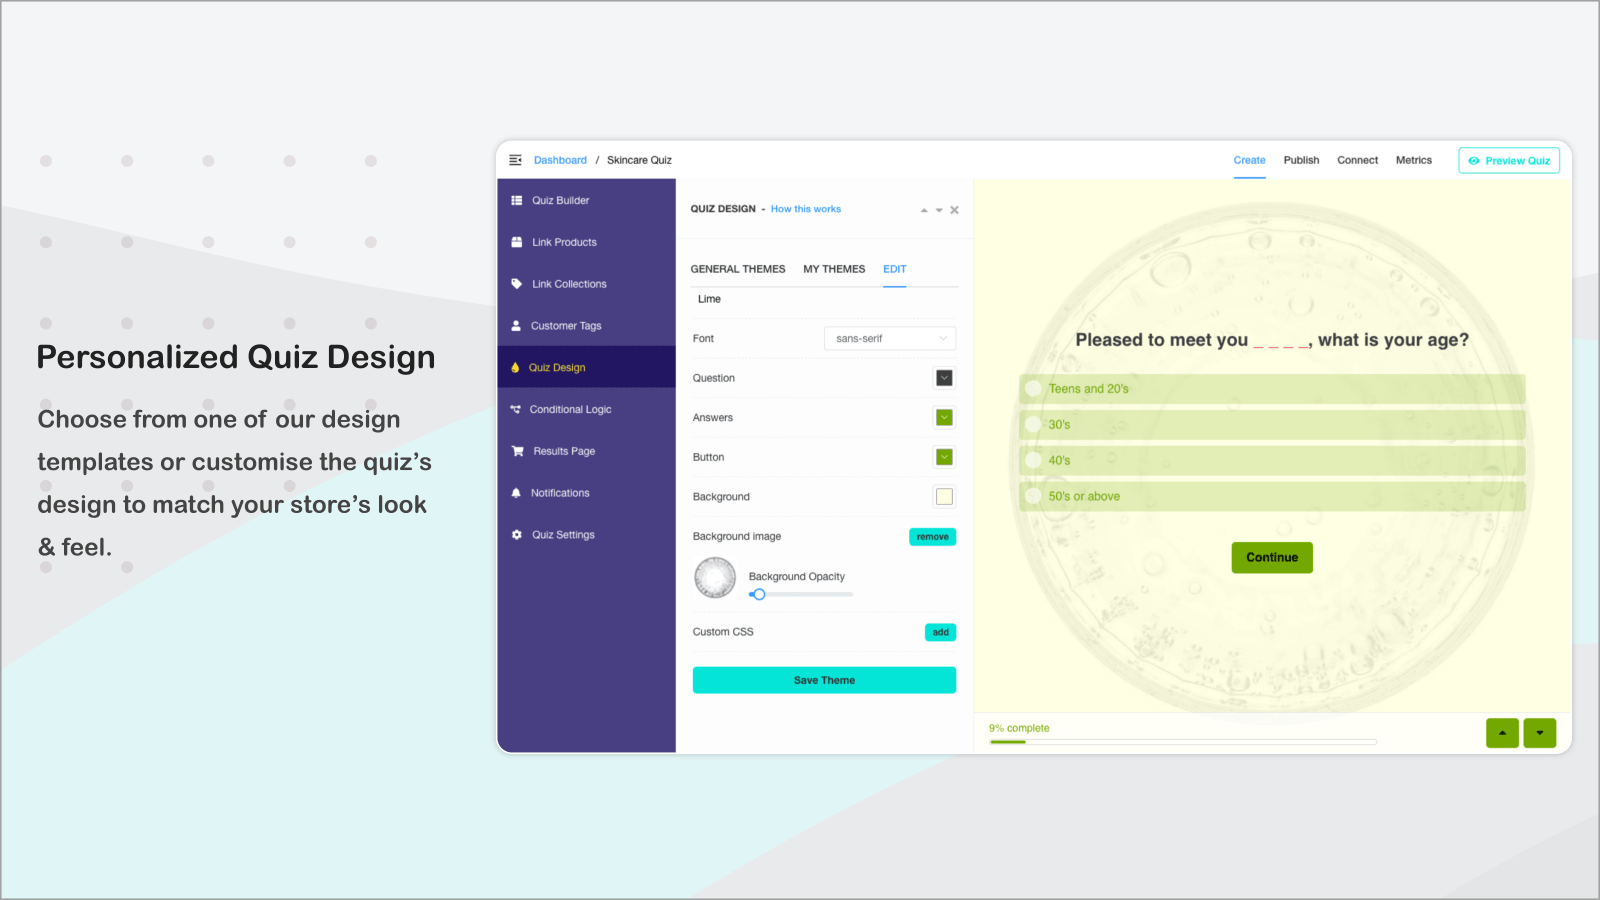 Personalized Quiz Design
Choose from one of our design
templates or customise the quiz's
design to match your store's look
& feel.
Dashboard / Skincare Quiz
Create
Publish
Connect
Metrics
Preview Quiz
Quiz Builder
Link Products
Link Collections
Customer Tags
Quiz Design
Conditional Logic
Results Page
Notifications
Quiz Settings
QUIZ DESIGN - How this works
GENERAL THEMES MY THEMES EDIT
Lime
Font sans-serif
Question
Answers
Button
Background
Background image remove
Background Opacity
Custom CSS add
Save Theme
Pleased to meet you _ _ _ _, what is your age?
Teens and 20's
30's
40's
50's or above
Continue
9% complete